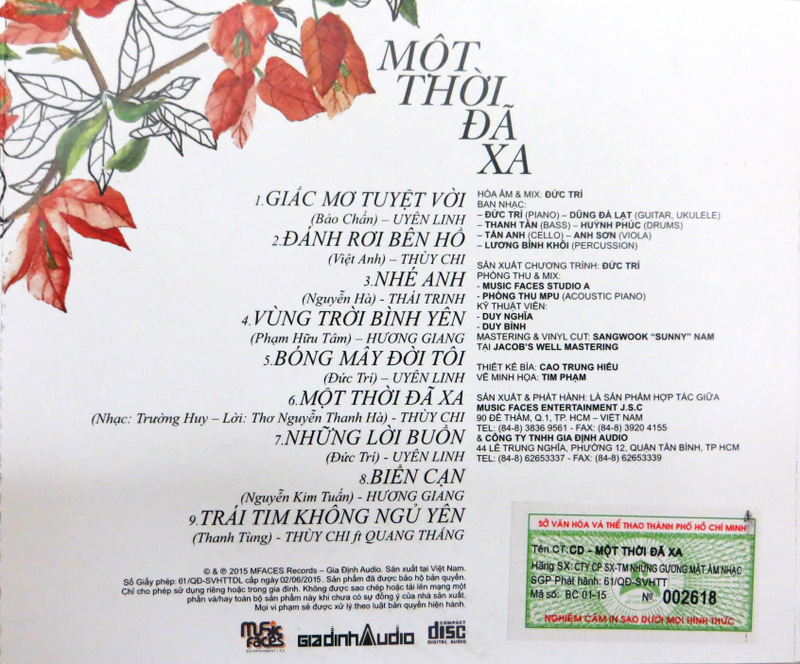 MỘT
THỜI
ĐÃ
XA
1.GIẤC MƠ TUYỆT VỜI
(Bảo Chấn) – UYÊN LINH
2.ĐÁNH RƠI BÊN HỒ
(Việt Anh) – THÙY CHI
3.NHÉ ANH
(Nguyễn Hà) – THÁI TRINH
4.VÙNG TRỜI BÌNH YÊN
(Phạm Hữu Tâm) – HƯƠNG GIANG
5.BÓNG MÂY ĐỜI TÔI
(Đức Trí) – UYÊN LINH
6.MỘT THỜI ĐÃ XA
(Nhạc: Trường Huy – Lời: Thơ Nguyễn Thanh Hà) - THÙY CHI
7.NHỮNG LỜI BUỒN
(Đức Trí) - UYÊN LINH
8.BIỂN CẠN
(Nguyễn Kim Tuấn) - HƯƠNG GIANG
9.TRÁI TIM KHÔNG NGỦ YÊN
(Thanh Tùng) – THÙY CHI ft QUANG THẮNG
HÒA ÂM & MIX: ĐỨC TRÍ
BAN NHẠC:
– ĐỨC TRÍ (PIANO) – DŨNG ĐÀ LẠT (GUITAR, UKULELE)
– THANH TÂN (BASS) – HUỲNH PHÚC (DRUMS)
– TẤN ANH (CELLO) – ANH SƠN (VIOLA)
– LƯƠNG BÌNH KHÔI (PERCUSSION)
SẢN XUẤT CHƯƠNG TRÌNH: ĐỨC TRÍ
PHÒNG THU & MIX:
- MUSIC FACES STUDIO A
- PHÒNG THU MPU (ACOUSTIC PIANO)
KỸ THUẬT VIÊN:
- DUY NGHĨA
- DUY BÌNH
MASTERING & VINYL CUT: SANGWOOK “SUNNY” NAM
TẠI JACOB'S WELL MASTERING
THIẾT KẾ BÌA: CAO TRUNG HIẾU
VẼ MINH HỌA: TIM PHẠM
SẢN XUẤT & PHÁT HÀNH: LÀ SẢN PHẨM HỢP TÁC GIỮA
MUSIC FACES ENTERTAINMENT J.S.C
90 ĐỀ THÁM, Q.1, TP. HCM – VIỆT NAM
TEL: (84-8) 3836 9561 - FAX: (84-8) 3920 4155
& CÔNG TY TNHH GIA ĐỊNH AUDIO
44 LÊ TRUNG NGHĨA, PHƯỜNG 12, QUẬN TÂN BÌNH, TP HCM
TEL: (84-8) 62653337 - FAX: (84-8) 62653339
© & ℗ 2015 MFACES Records – Gia Định Audio. Sản xuất tại Việt Nam.
Số Giấy phép: 61/QĐ-SVHTTDL cấp ngày 02/06/2015. Sản phẩm đã được bảo hộ bản quyền.
Chỉ cho phép sử dụng riêng hoặc trong gia đình. Không được sao chép hoặc tải lên mạng một
phần và/hay toàn bộ sản phẩm này khi chưa có sự đồng ý của nhà sản xuất.
Mọi vi phạm sẽ được xử lý theo luật bản quyền hiện hành.
MUSIC FACES
GIADINH AUDIO
COMPACT disc DIGITAL AUDIO
SỞ VĂN HÓA VÀ THỂ THAO THÀNH PHỐ HỒ CHÍ MINH
Tên CT: CD - MỘT THỜI ĐÃ XA
Hãng SX: CTY CP SX-TM NHỮNG GƯƠNG MẶT ÂM NHẠC
SGP Phát hành: 61/QĐ-SVHTT
Mã số: BC 01-15 Nº 002618
NGHIÊM CẤM IN SAO DƯỚI MỌI HÌNH THỨC